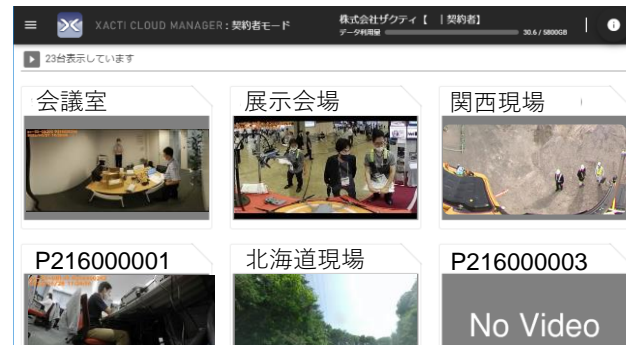 XACTI CLOUD MANAGER : 契約者モード
株式会社ザクティ【 | 契約者】
データ利用量 30.6 / 5800GB
23台表示しています
会議室
展示会場
関西現場
P216000001
北海道現場
P216000003
No Video